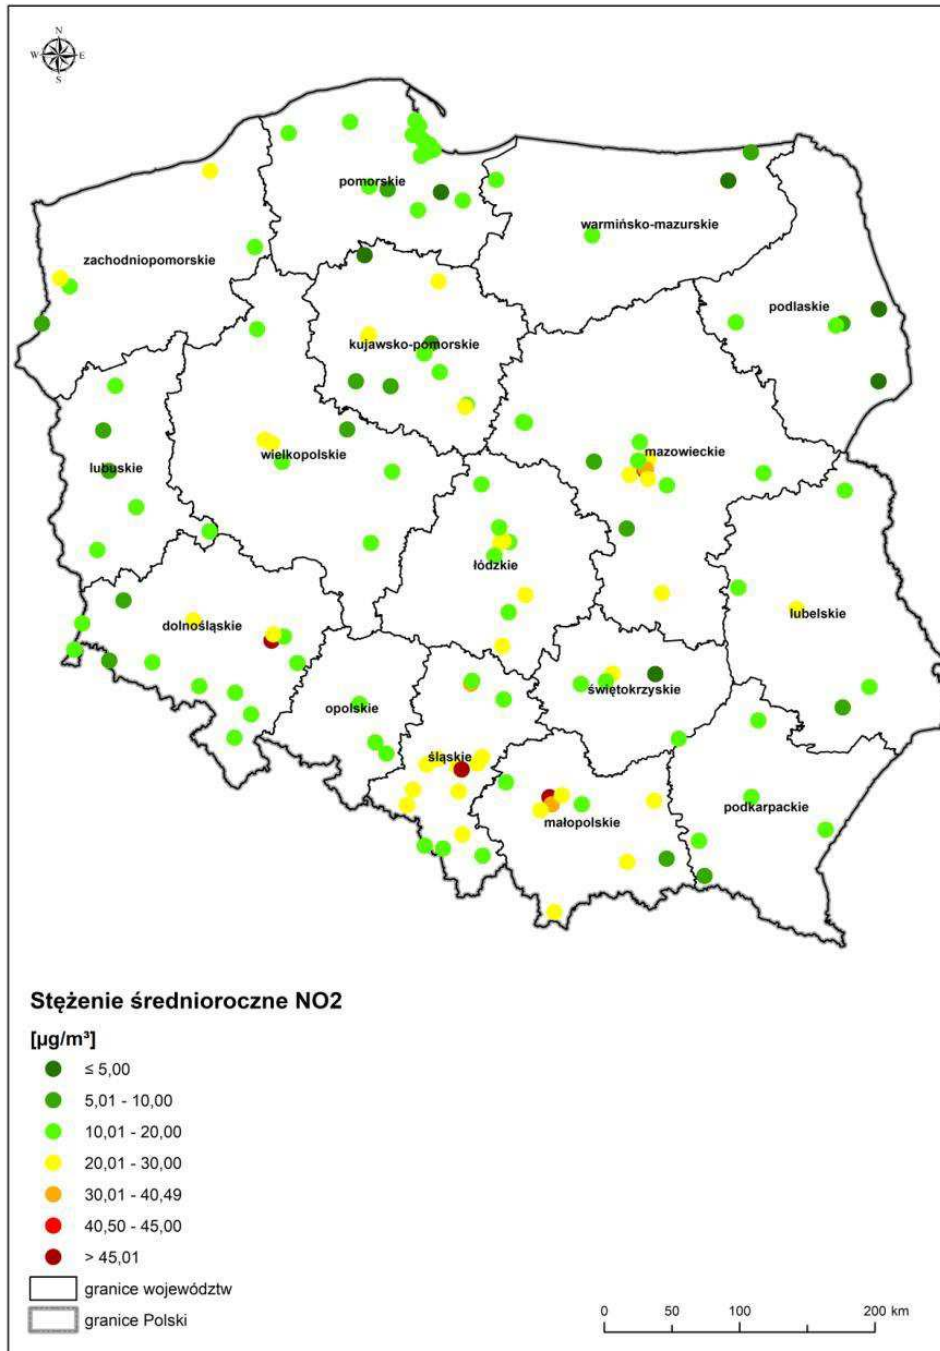 N
W E
S
pomorskie
warmińsko-mazurskie
zachodniopomorskie
podlaskie
kujawsko-pomorskie
mazowieckie
wielkopolskie
lubuskie
łódzkie
lubelskie
dolnośląskie
świętokrzyskie
opolskie
śląskie
podkarpackie
małopolskie
Stężenie średnioroczne NO2
[µg/m³]
≤ 5,00
5,01 - 10,00
10,01 - 20,00
20,01 - 30,00
30,01 - 40,49
40,50 - 45,00
> 45,01
granice województw
granice Polski
0 50 100 200 km